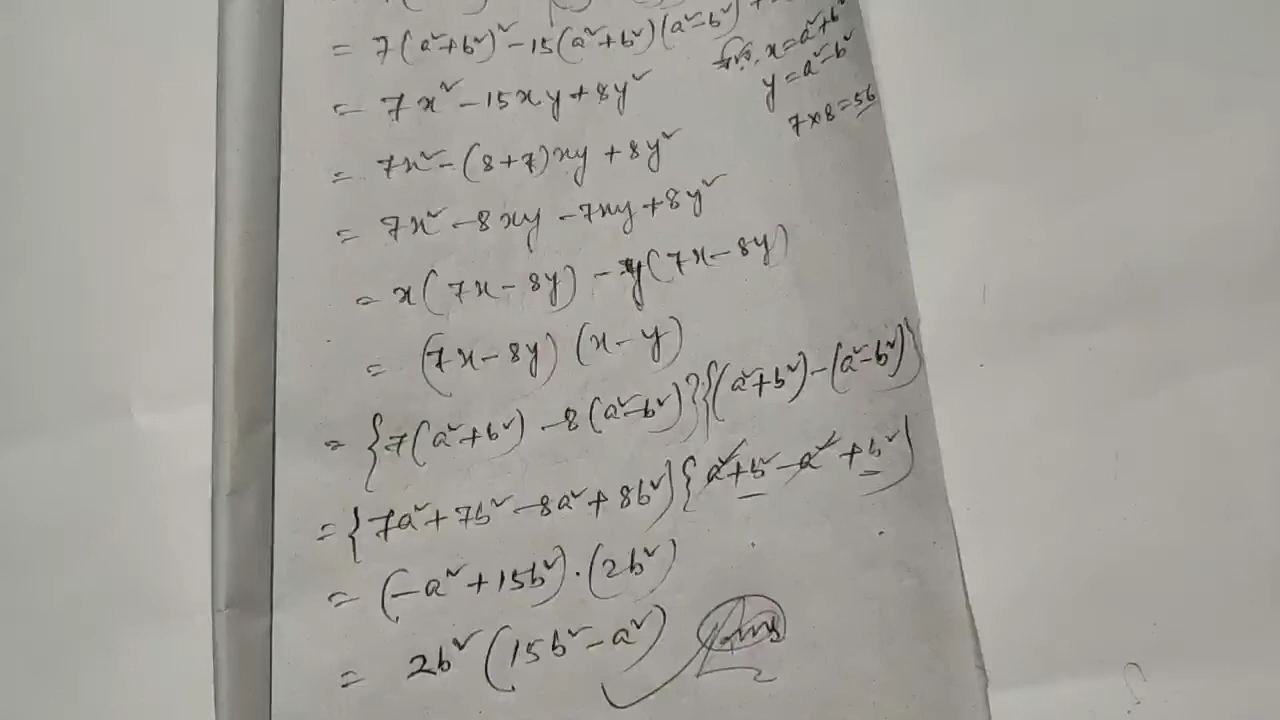 = 7(a²+b²)² - 15(a²+b²)(a²-b²) +
x = a²+b²
y = a²-b²
7×8 = 56
= 7x² - 15xy + 8y²
= 7x² - (8+7)xy + 8y²
= 7x² - 8xy - 7xy + 8y²
= x(7x - 8y) - y(7x - 8y)
= (7x - 8y) (x - y)
= {7(a²+b²) - 8(a²-b²)}{(a²+b²) - (a²-b²)}
= {7a² + 7b² - 8a² + 8b²}{a² + b² - a² + b²}
= (-a² + 15b²) . (2b²)
= 2b² (15b² - a²) Ans